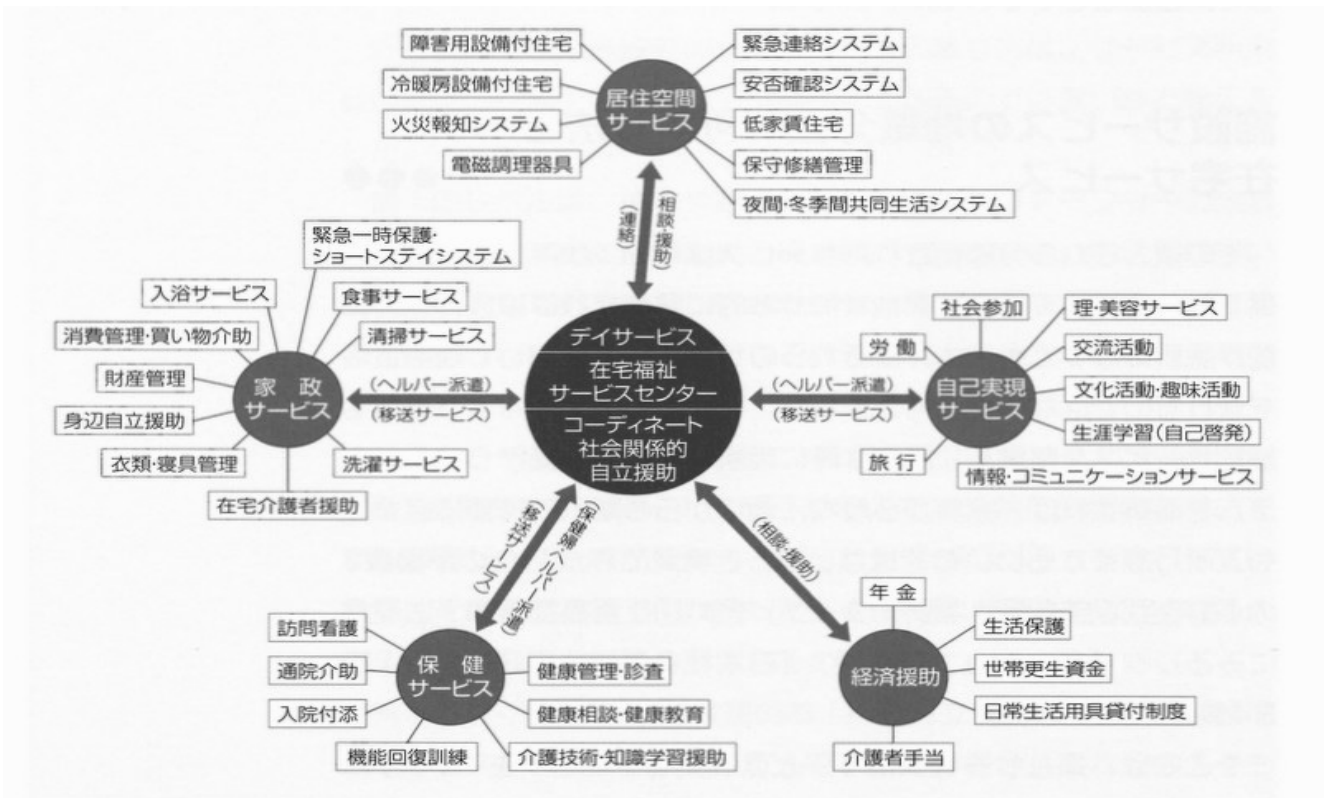 障害用設備付住宅
冷暖房設備付住宅
火災報知システム
電磁調理器具
居住空間
サービス
緊急連絡システム
安否確認システム
低家賃住宅
保守修繕管理
夜間・冬季間共同生活システム
(相談・援助)
(連絡)
緊急一時保護・
ショートステイシステム
入浴サービス
食事サービス
消費管理・買い物介助
清掃サービス
財産管理
身辺自立援助
衣類・寝具管理
洗濯サービス
在宅介護者援助
家 政
サービス
(ヘルパー派遣)
(移送サービス)
デイサービス
在宅福祉
サービスセンター
コーディネート
社会関係的
自立援助
(ヘルパー派遣)
(移送サービス)
自己実現
サービス
社会参加
理・美容サービス
労 働
交流活動
文化活動・趣味活動
生涯学習(自己啓発)
旅 行
情報・コミュニケーションサービス
(保健婦、ヘルパー派遣)
(移送サービス)
(相談・援助)
訪問看護
通院介助
入院付添
機能回復訓練
保 健
サービス
健康管理・診査
健康相談・健康教育
介護技術・知識学習援助
年 金
生活保護
世帯更生資金
日常生活用具貸付制度
介護者手当
経済援助